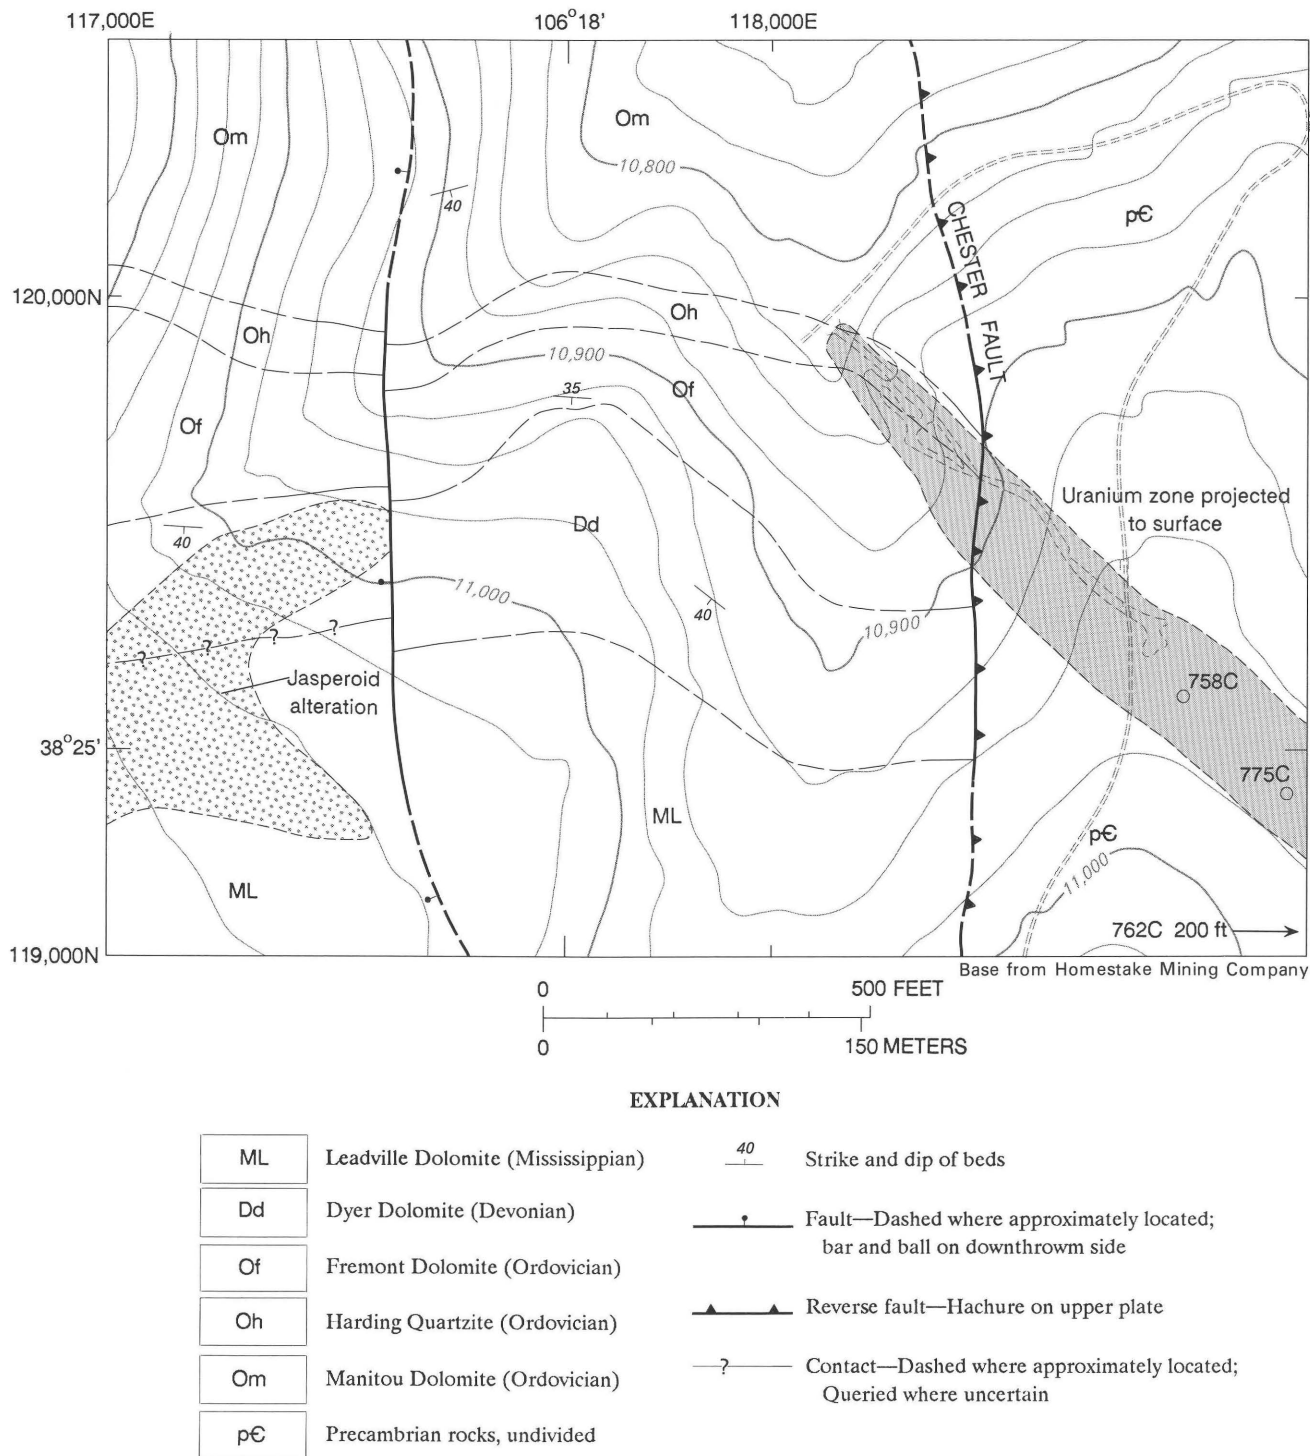 117,000E
106°18'
118,000E
Om
Om
10,800
40
pЄ
CHESTER FAULT
120,000N
Oh
Oh
10,900
Of
35
Of
Uranium zone projected
to surface
Dd
40
11,000
40
10,900
? ? ? ?
Jasperoid
alteration
758C
38°25'
775C
ML
pЄ
11,000
ML
762C 200 ft
119,000N
Base from Homestake Mining Company
0 500 FEET
0 150 METERS
EXPLANATION
ML Leadville Dolomite (Mississippian)
Dd Dyer Dolomite (Devonian)
Of Fremont Dolomite (Ordovician)
Oh Harding Quartzite (Ordovician)
Om Manitou Dolomite (Ordovician)
pЄ Precambrian rocks, undivided
40 Strike and dip of beds
Fault—Dashed where approximately located;
bar and ball on downthrowm side
Reverse fault—Hachure on upper plate
? Contact—Dashed where approximately located;
Queried where uncertain